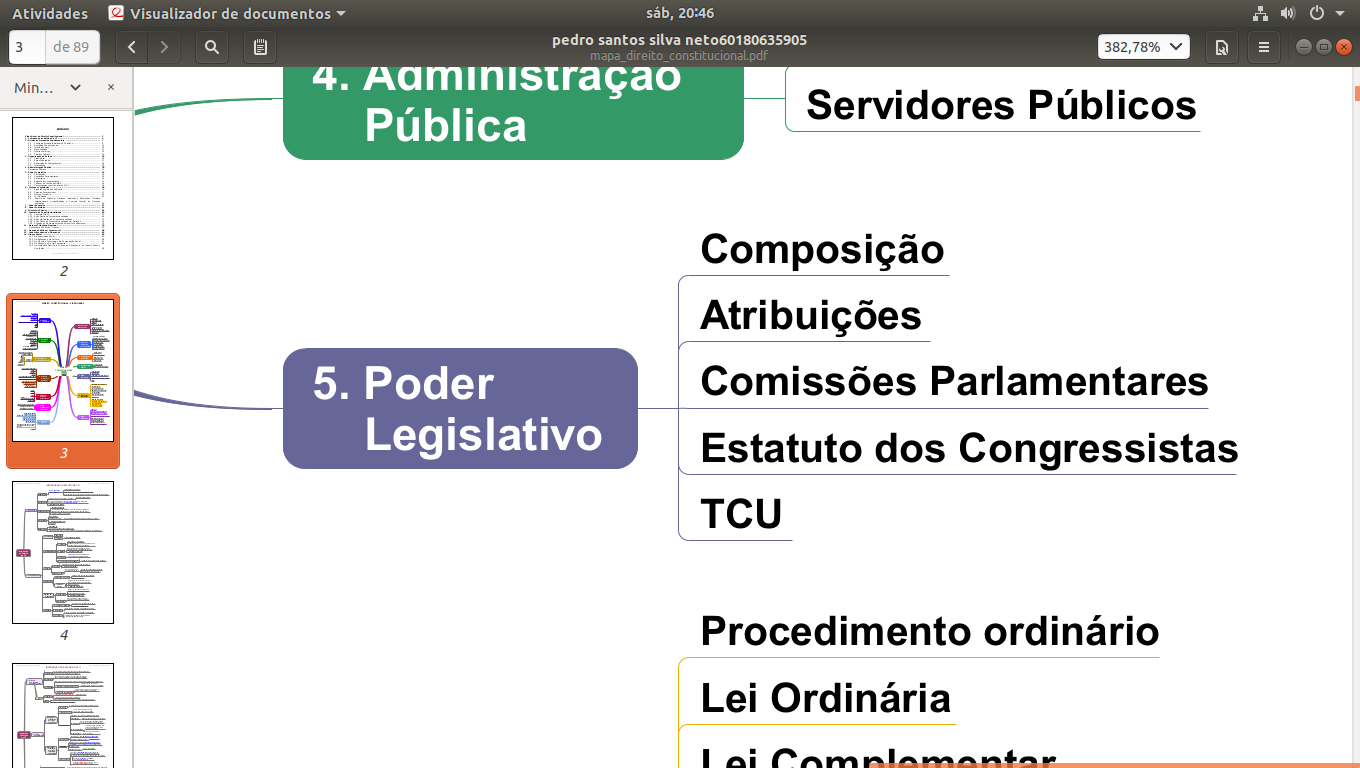 Atividades
Visualizador de documentos
sáb, 20:46
3
de 89
pedro santos silva neto60180635905
mapa_direito_constitucional.pdf
382,78%
Min…
2
3
4
4. Administração
Pública
Servidores Públicos
5. Poder
Legislativo
Composição
Atribuições
Comissões Parlamentares
Estatuto dos Congressistas
TCU
Procedimento ordinário
Lei Ordinária
Lei Complementar